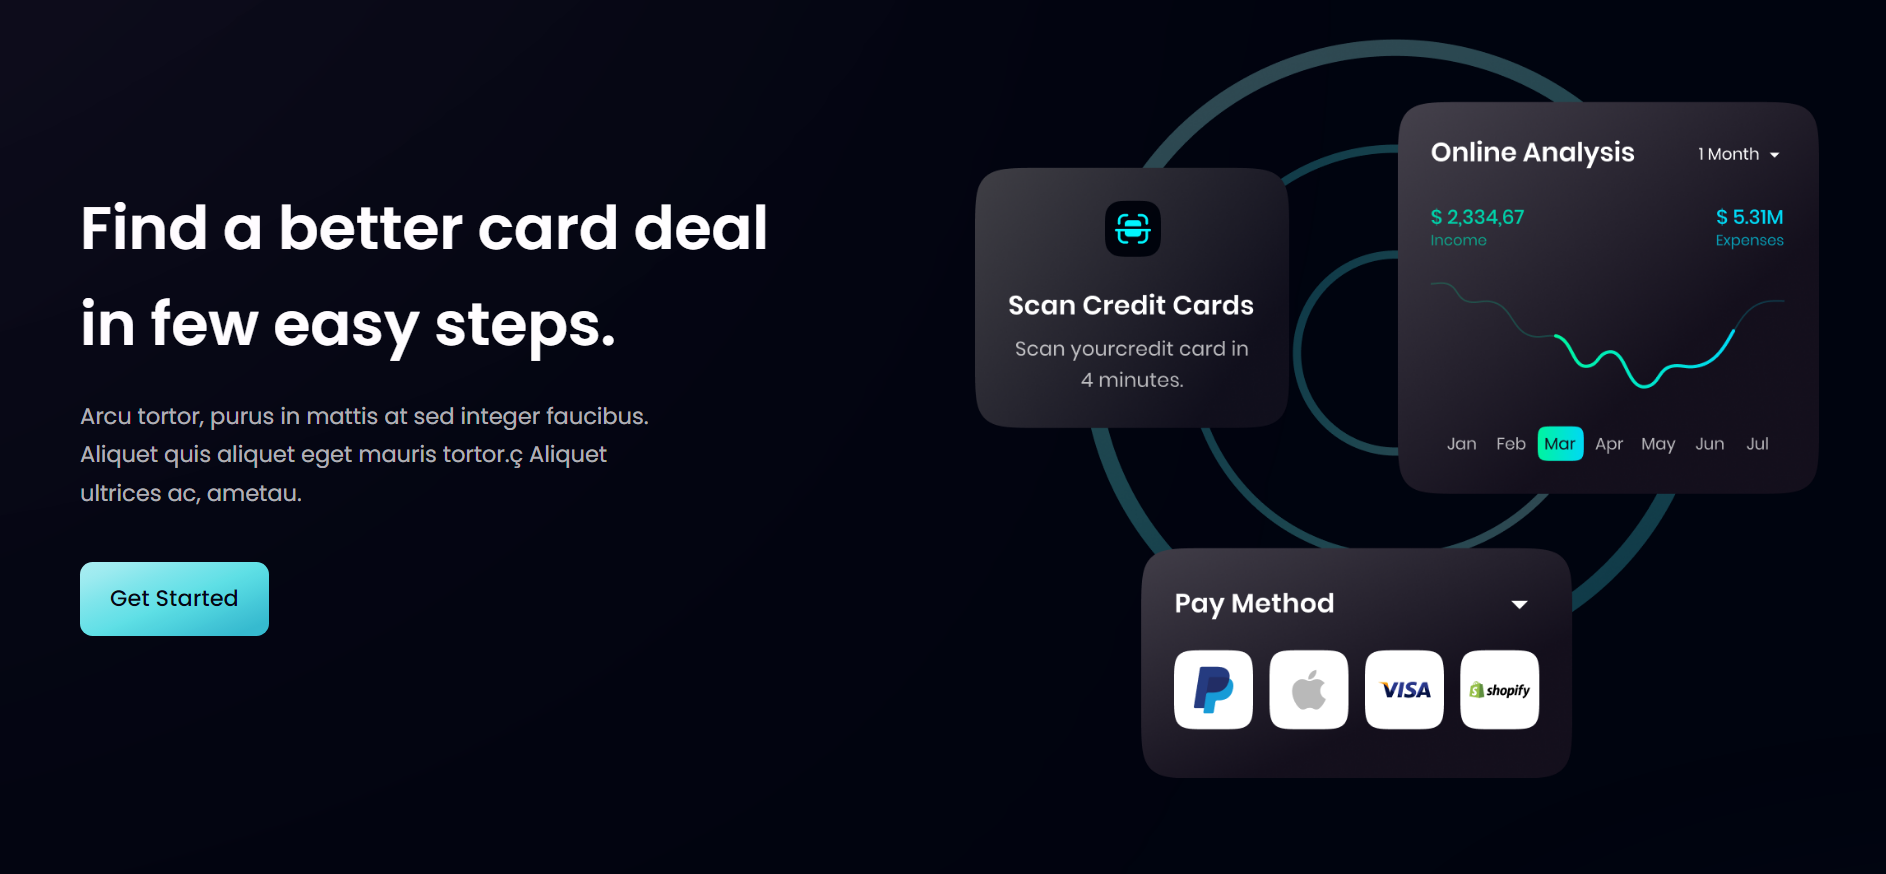 Find a better card deal
in few easy steps.
Arcu tortor, purus in mattis at sed integer faucibus.
Aliquet quis aliquet eget mauris tortor.ç Aliquet
ultrices ac, ametau.
Get Started
Scan Credit Cards
Scan yourcredit card in
4 minutes.
Online Analysis
1 Month
$ 2,334,67
$ 5.31M
Income
Expenses
Jan Feb Mar Apr May Jun Jul
Pay Method
VISA
shopify